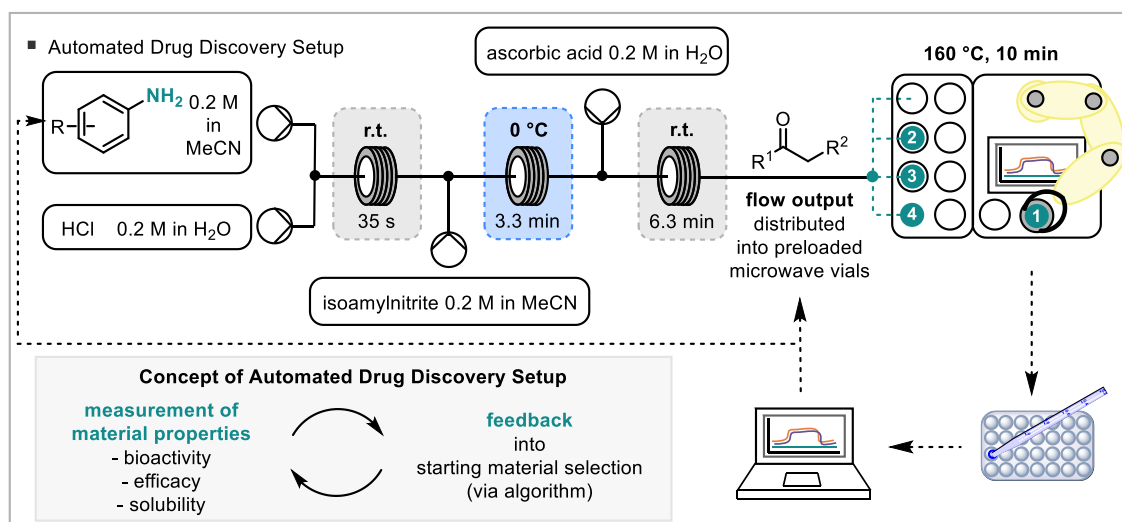 Automated Drug Discovery Setup
ascorbic acid 0.2 M in H2O
160 °C, 10 min
NH2
R
0.2 M
in
MeCN
HCl 0.2 M in H2O
r.t.
35 s
0 °C
3.3 min
r.t.
6.3 min
isoamylnitrite 0.2 M in MeCN
O
R1
R2
flow output
distributed
into preloaded
microwave vials
2
3
4
1
Concept of Automated Drug Discovery Setup
measurement of
material properties
- bioactivity
- efficacy
- solubility
feedback
into
starting material selection
(via algorithm)